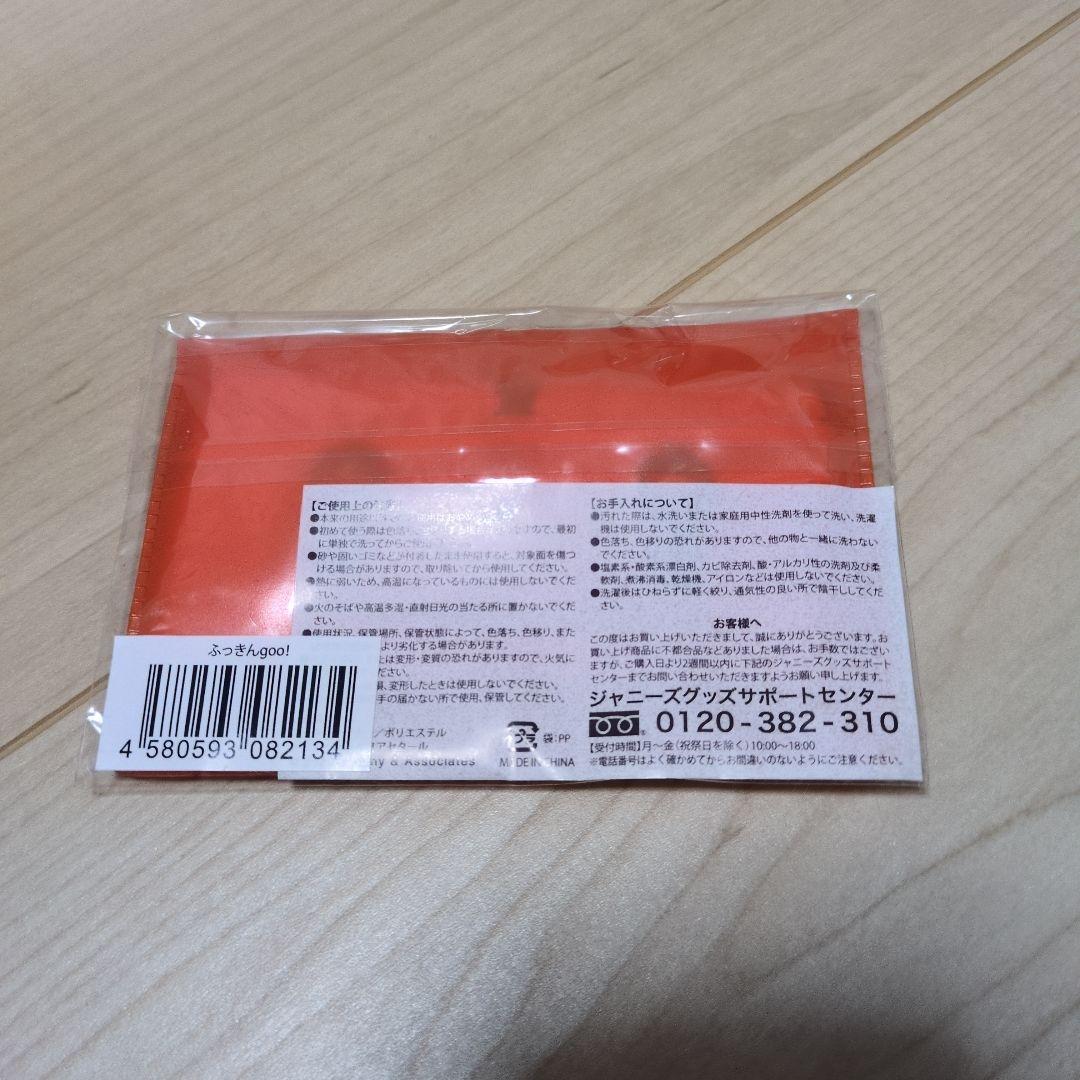 【ご使用上の
●本来の用途以外
●初めて使う際は色落ち
すので、最初
に単独で洗ってからご使用
●砂や固いゴミなどが付着したまま使用すると、対象面を傷つ
ける場合がありますので、取り除いてから使用してください。
●熱に弱いため、高温になっているものには使用しないでくだ
さい。
●火のそばや高温多湿・直射日光の当たる所に置かないでくだ
さい。
●使用状況、保管場所、保管状態によって、色落ち、色移り、また
より劣化する場合があります。
は変形・変質の恐れがありますので、火気に
ださい。
、変形したときは使用しないでください。
手の届かない所で使用、保管してください。
/ポリエステル
アセタール
ny & Associates
プラ
袋:PP
MADE IN CHINA
【お手入れについて】
●汚れた際は、水洗いまたは家庭用中性洗剤を使って洗い、洗濯
機は使用しないでください。
●色落ち、色移りの恐れがありますので、他の物と一緒に洗わない
でください。
●塩素系・酸素系漂白剤、カビ除去剤、酸・アルカリ性の洗剤及び柔
軟剤、煮沸消毒、乾燥機、アイロンなどは使用しないでください。
●洗濯後はひねらずに軽く絞り、通気性の良い所で陰干ししてくだ
さい。
お客様へ
この度はお買い上げいただきまして、誠にありがとうございます。お
買い上げ商品に不都合品などありました場合は、お手数ではござい
ますが、ご購入日より2週間以内に下記のジャニーズグッズサポート
センターまでお問い合わせいただきますようお願い申し上げます。
ジャニーズグッズサポートセンター
0120-382-310
【受付時間】月～金(祝祭日を除く)10:00～18:00
※電話番号はよく確かめてからお間違いのないようにご注意ください。
ふっきんgoo!
4 580593 082134